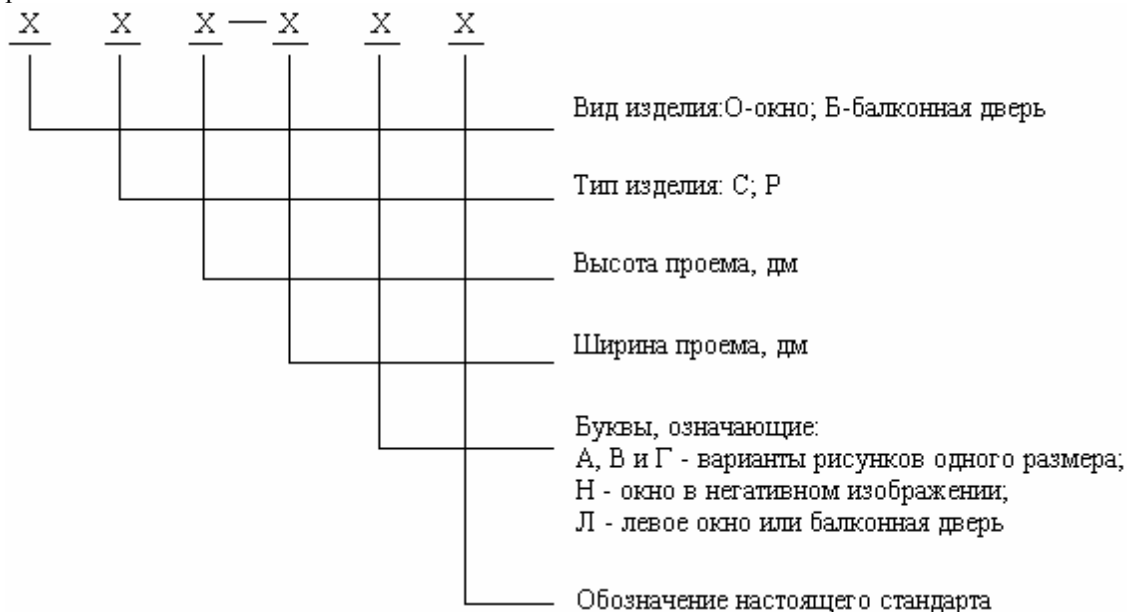 X X X — X X X
Вид изделия:О-окно; Б-балконная дверь
Тип изделия: С; Р
Высота проема, дм
Ширина проема, дм
Буквы, означающие:
А, В и Г - варианты рисунков одного размера;
Н - окно в негативном изображении;
Л - левое окно или балконная дверь
Обозначение настоящего стандарта